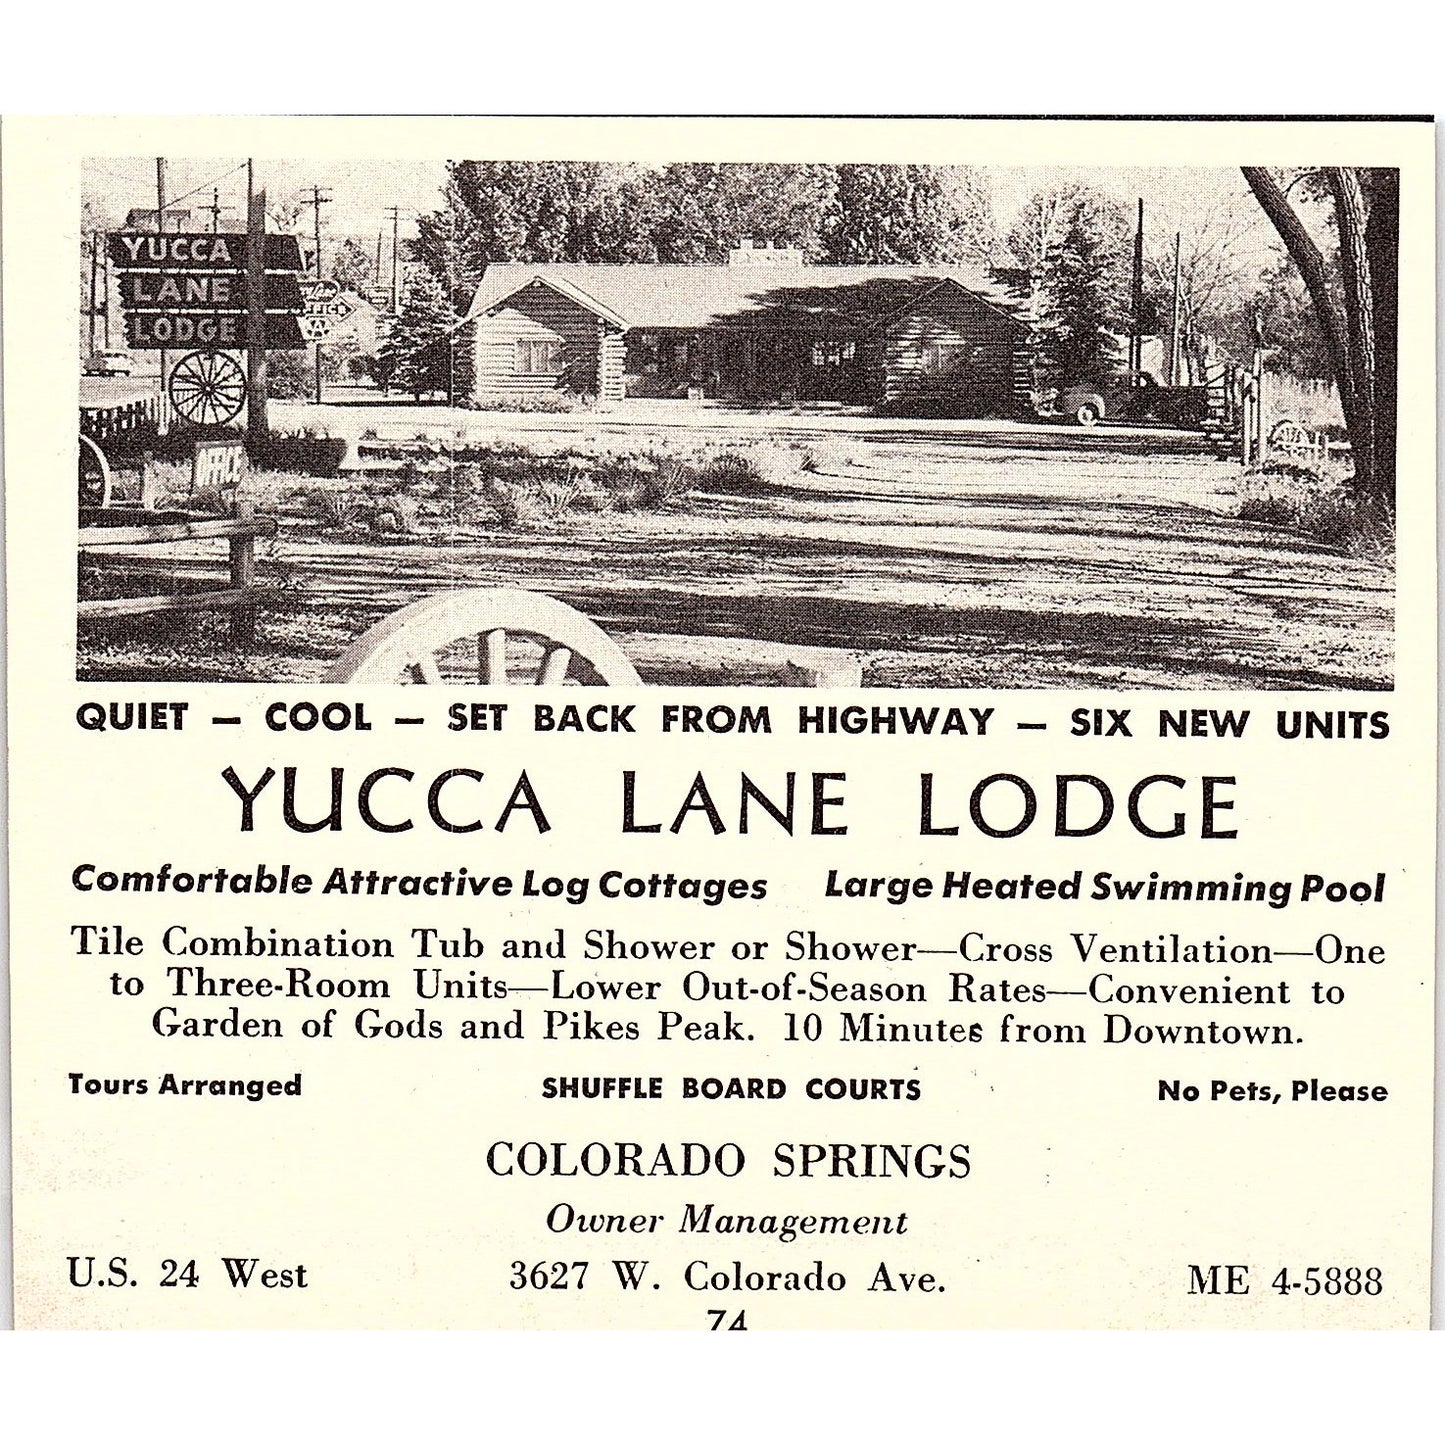 YUCCA
LANE
LODGE
OFFICE
QUIET — COOL — SET BACK FROM HIGHWAY — SIX NEW UNITS
YUCCA LANE LODGE
Comfortable Attractive Log Cottages Large Heated Swimming Pool
Tile Combination Tub and Shower or Shower—Cross Ventilation—One
to Three-Room Units—Lower Out-of-Season Rates—Convenient to
Garden of Gods and Pikes Peak. 10 Minutes from Downtown.
Tours Arranged SHUFFLE BOARD COURTS No Pets, Please
COLORADO SPRINGS
Owner Management
U.S. 24 West 3627 W. Colorado Ave. ME 4-5888
74